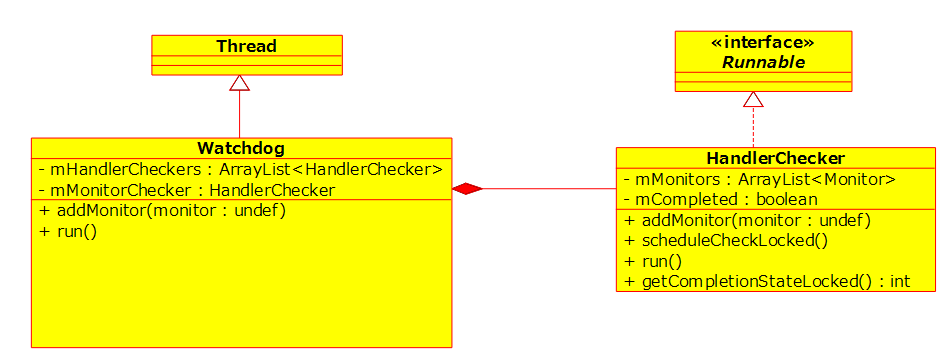 Thread
«interface»
Runnable
Watchdog
- mHandlerCheckers : ArrayList<HandlerChecker>
- mMonitorChecker : HandlerChecker
+ addMonitor(monitor : undef)
+ run()
HandlerChecker
- mMonitors : ArrayList<Monitor>
- mCompleted : boolean
+ addMonitor(monitor : undef)
+ scheduleCheckLocked()
+ run()
+ getCompletionStateLocked() : int